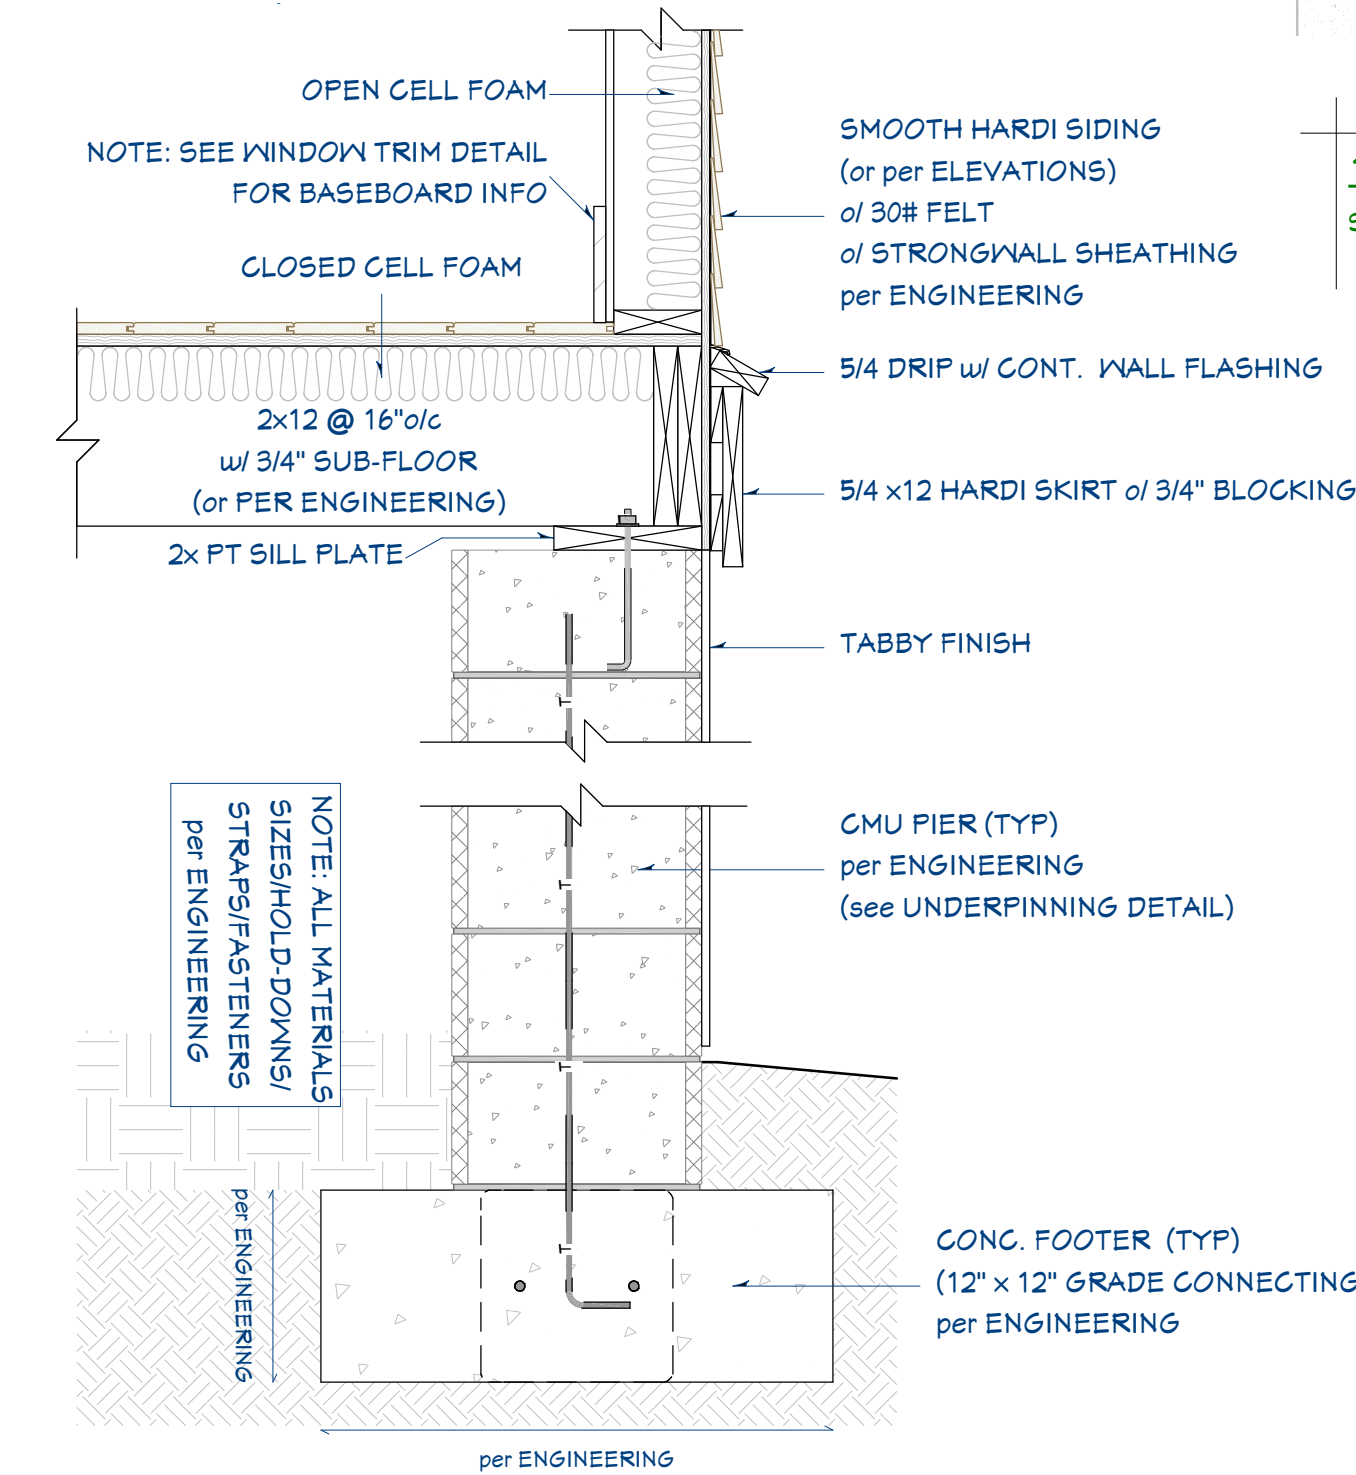 OPEN CELL FOAM
NOTE: SEE WINDOW TRIM DETAIL
FOR BASEBOARD INFO
CLOSED CELL FOAM
2x12 @ 16"o/c
w/ 3/4" SUB-FLOOR
(or PER ENGINEERING)
2x PT SILL PLATE
SMOOTH HARDI SIDING
(or per ELEVATIONS)
o/ 30# FELT
o/ STRONGWALL SHEATHING
per ENGINEERING
5/4 DRIP w/ CONT. WALL FLASHING
5/4 x12 HARDI SKIRT o/ 3/4" BLOCKING
TABBY FINISH
CMU PIER (TYP)
per ENGINEERING
(see UNDERPINNING DETAIL)
NOTE: ALL MATERIALS
SIZES/HOLD-DOWNS/
STRAPS/FASTENERS
per ENGINEERING
per ENGINEERING
CONC. FOOTER (TYP)
(12" x 12" GRADE CONNECTING
per ENGINEERING
per ENGINEERING